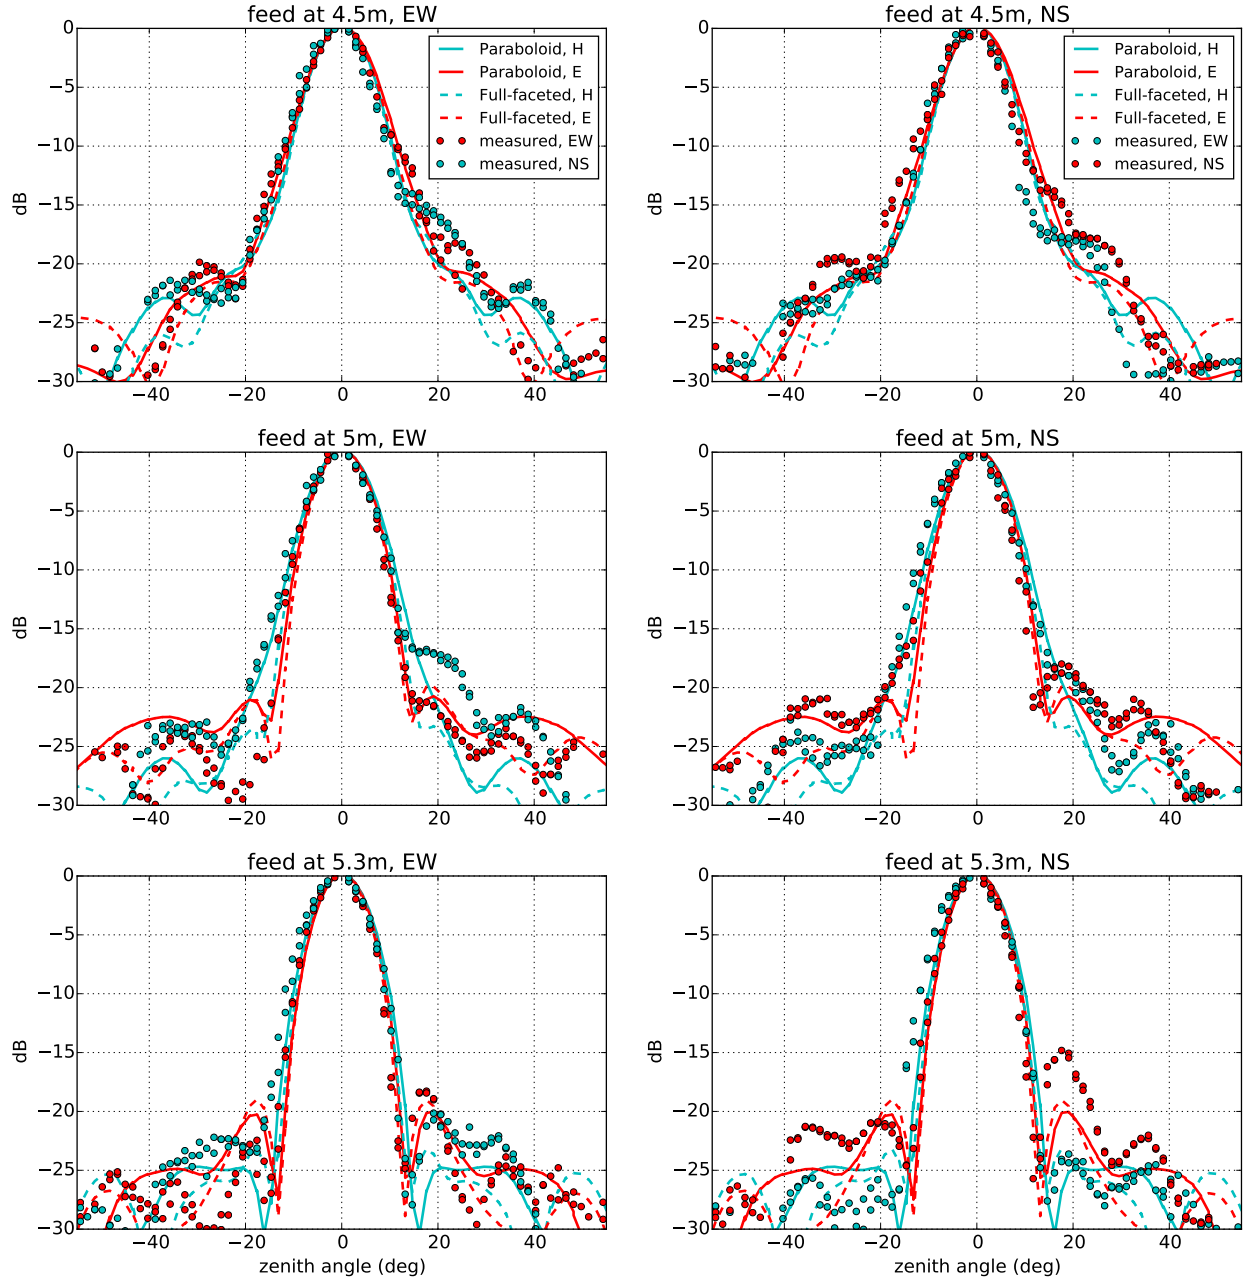 feed at 4.5m, EW
0
−5
−10
−15
−20
−25
−30
dB
−40 −20 0 20 40
Paraboloid, H
Paraboloid, E
Full-faceted, H
Full-faceted, E
measured, EW
measured, NS
feed at 4.5m, NS
0
−5
−10
−15
−20
−25
−30
dB
−40 −20 0 20 40
Paraboloid, H
Paraboloid, E
Full-faceted, H
Full-faceted, E
measured, EW
measured, NS
feed at 5m, EW
0
−5
−10
−15
−20
−25
−30
dB
−40 −20 0 20 40
feed at 5m, NS
0
−5
−10
−15
−20
−25
−30
dB
−40 −20 0 20 40
feed at 5.3m, EW
0
−5
−10
−15
−20
−25
−30
dB
−40 −20 0 20 40
zenith angle (deg)
feed at 5.3m, NS
0
−5
−10
−15
−20
−25
−30
dB
−40 −20 0 20 40
zenith angle (deg)